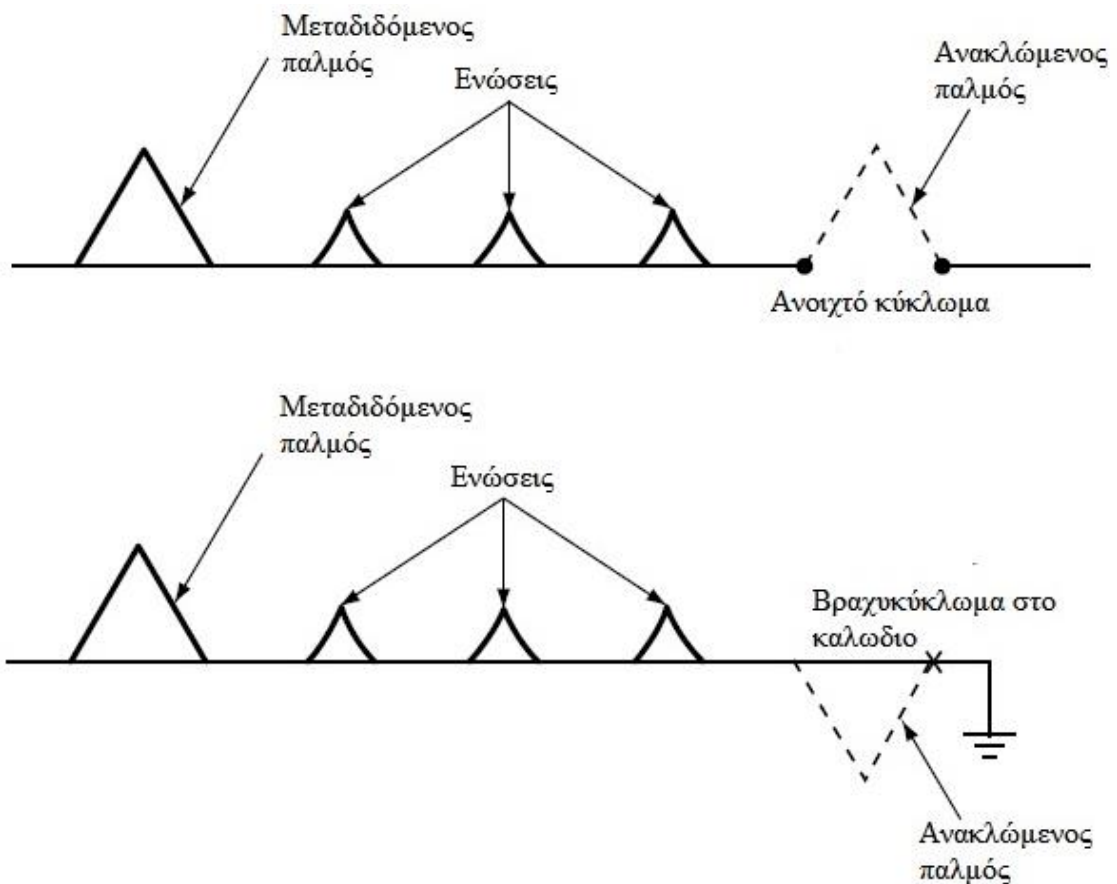 Μεταδιδόμενος
παλμός
Ενώσεις
Ανακλώμενος
παλμός
Ανοιχτό κύκλωμα
Μεταδιδόμενος
παλμός
Ενώσεις
Βραχυκύκλωμα στο
καλωδιο
Ανακλώμενος
παλμός